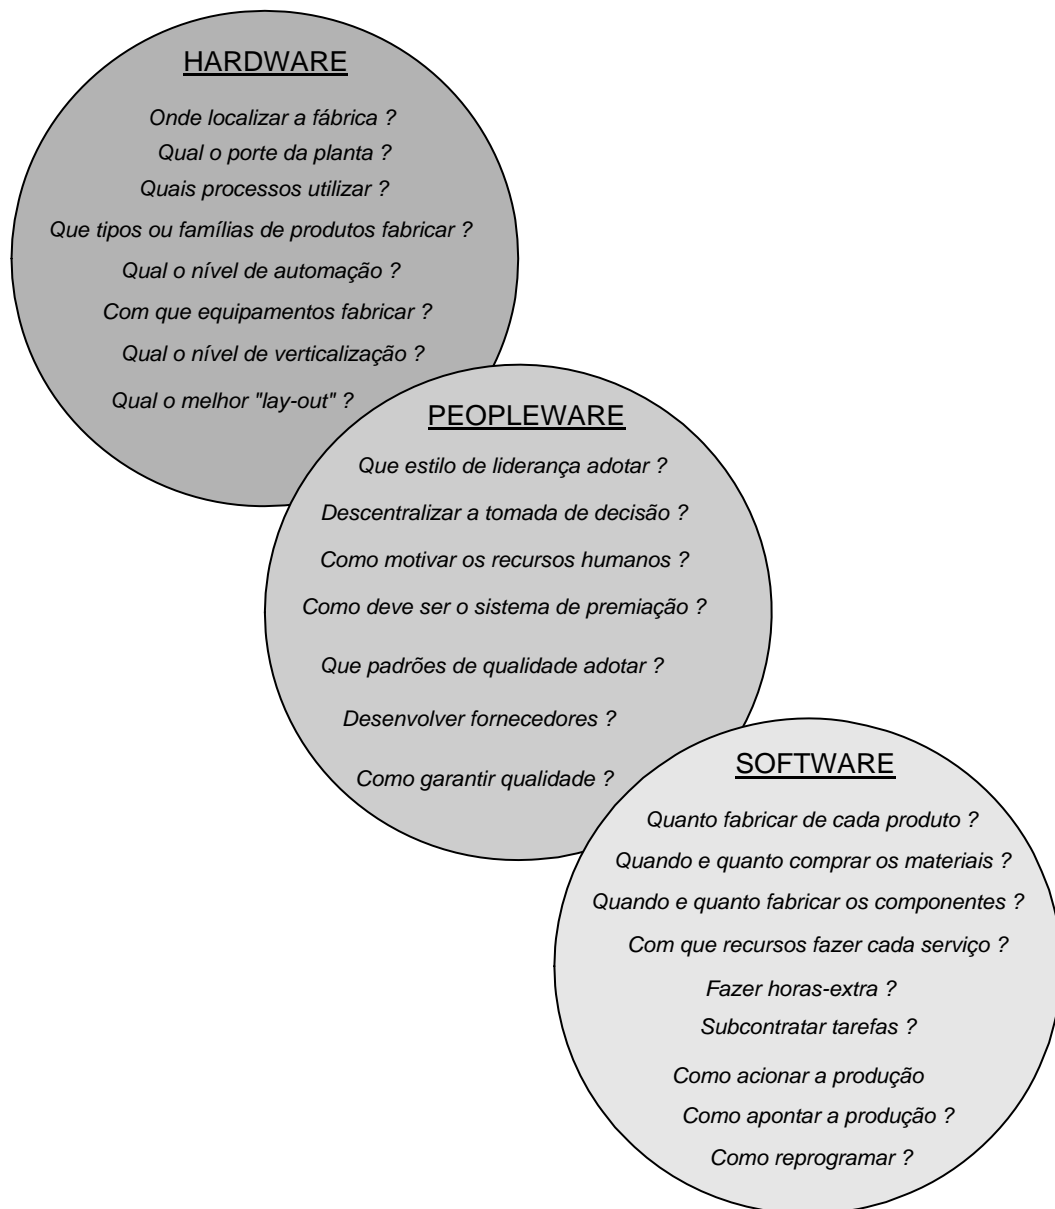 HARDWARE
Onde localizar a fábrica ?
Qual o porte da planta ?
Quais processos utilizar ?
Que tipos ou famílias de produtos fabricar ?
Qual o nível de automação ?
Com que equipamentos fabricar ?
Qual o nível de verticalização ?
Qual o melhor "lay-out" ?
PEOPLEWARE
Que estilo de liderança adotar ?
Descentralizar a tomada de decisão ?
Como motivar os recursos humanos ?
Como deve ser o sistema de premiação ?
Que padrões de qualidade adotar ?
Desenvolver fornecedores ?
Como garantir qualidade ?
SOFTWARE
Quanto fabricar de cada produto ?
Quando e quanto comprar os materiais ?
Quando e quanto fabricar os componentes ?
Com que recursos fazer cada serviço ?
Fazer horas-extra ?
Subcontratar tarefas ?
Como acionar a produção
Como apontar a produção ?
Como reprogramar ?